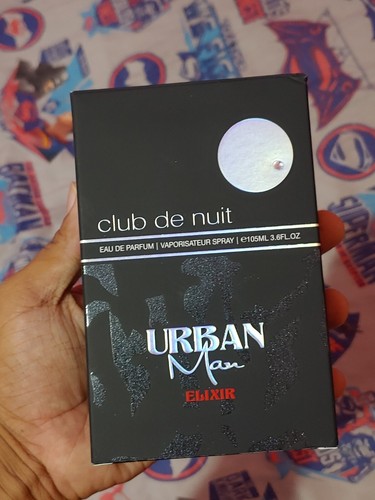 club de nuit
EAU DE PARFUM | VAPORISATEUR SPRAY | ℮105ML 3.6FL.OZ
URBAN
Man
ELIXIR